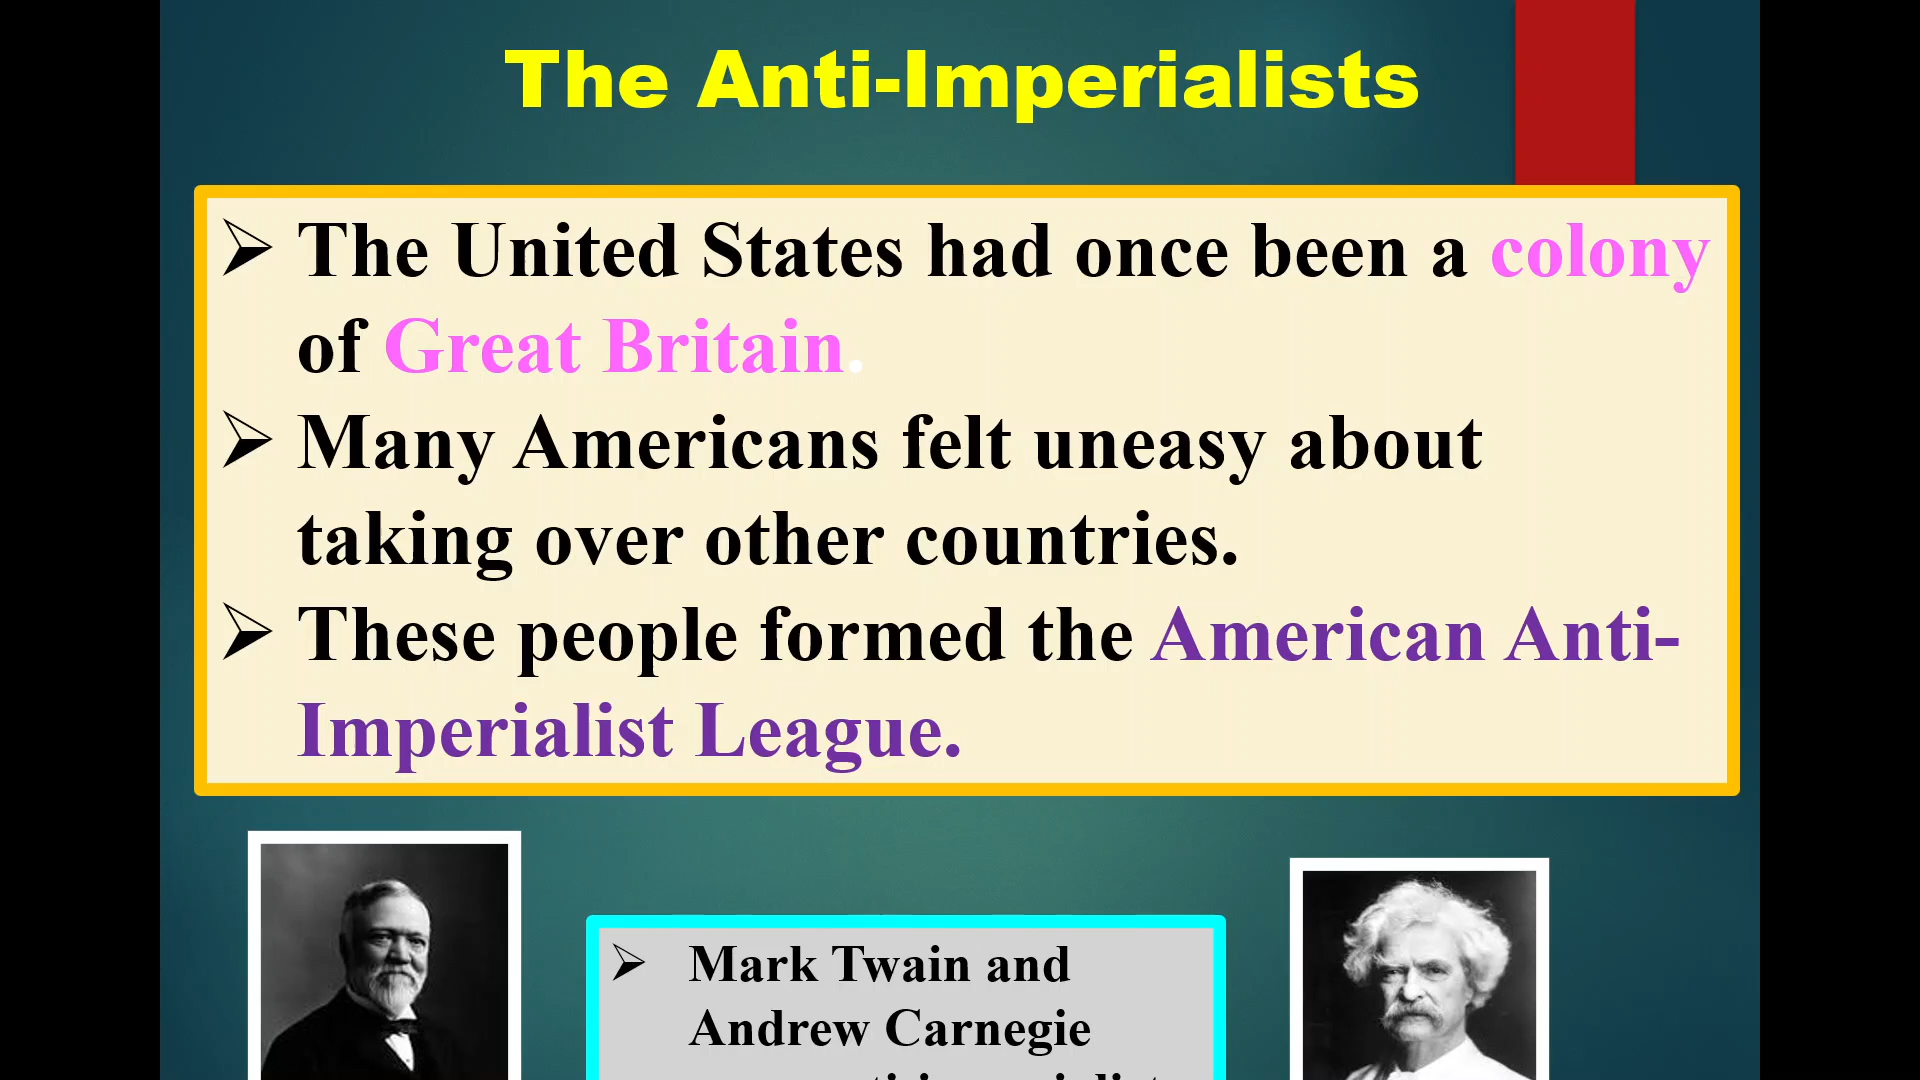 The Anti-Imperialists
➢ The United States had once been a colony
of Great Britain.
➢ Many Americans felt uneasy about
taking over other countries.
➢ These people formed the American Anti-
Imperialist League.
➢ Mark Twain and
Andrew Carnegie